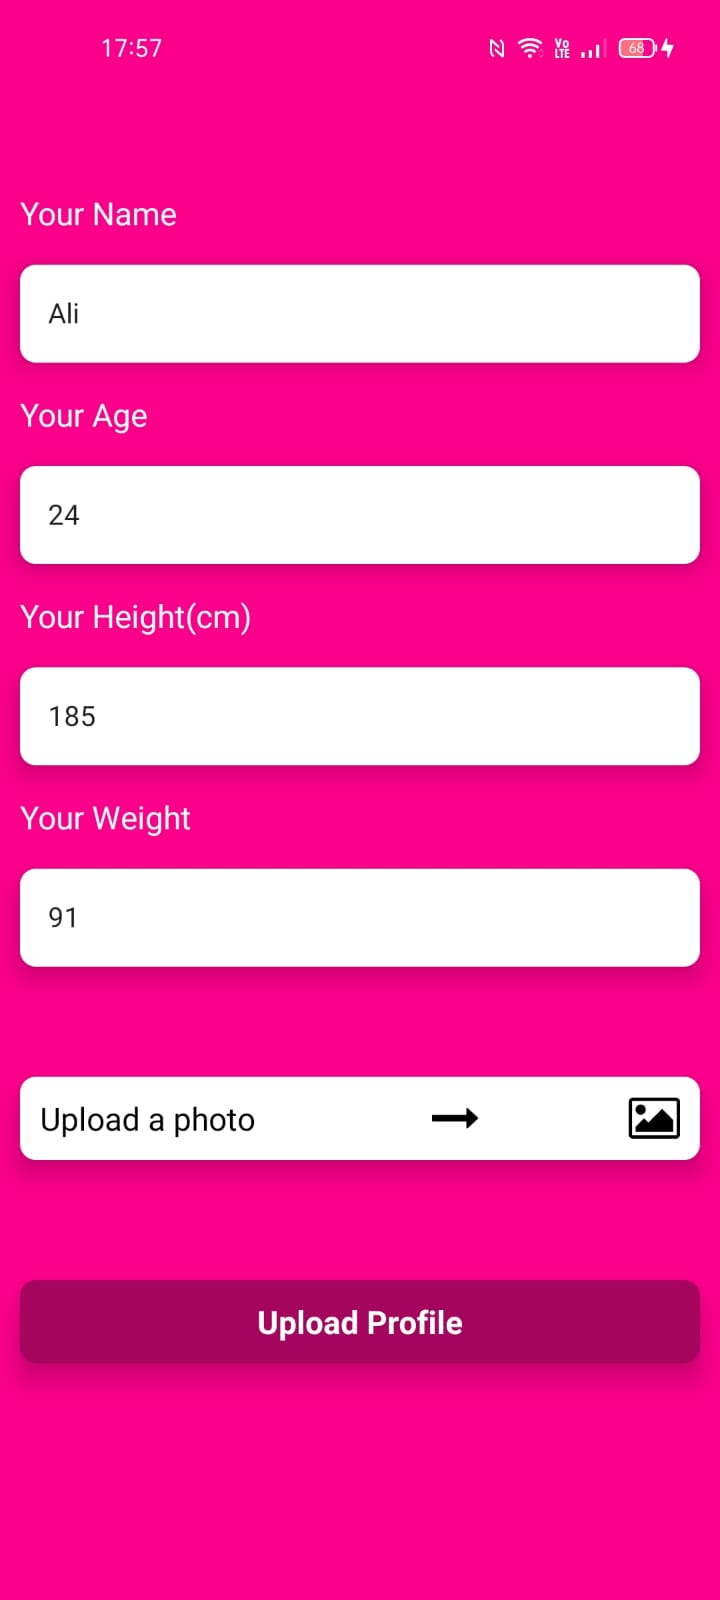 17:57
Vo
LTE
68
Your Name
Ali
Your Age
24
Your Height(cm)
185
Your Weight
91
Upload a photo
Upload Profile